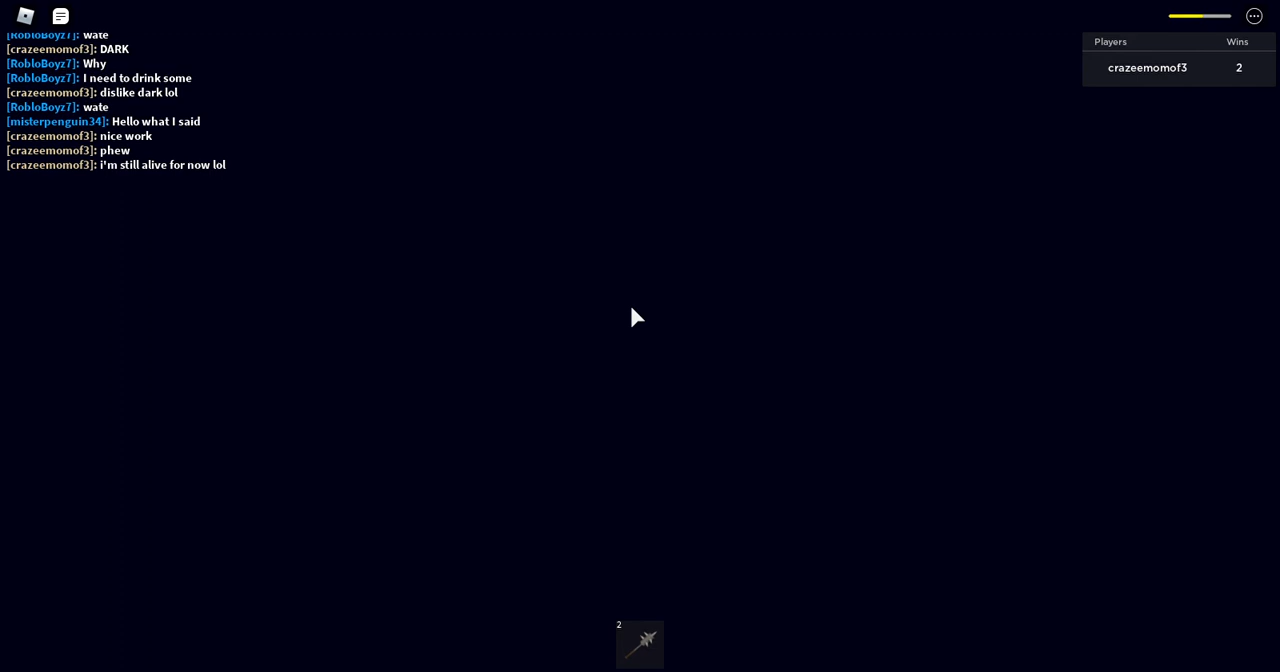 [RobloBoyz7]: wate
[crazeemomof3]: DARK
[RobloBoyz7]: Why
[RobloBoyz7]: I need to drink some
[crazeemomof3]: dislike dark lol
[RobloBoyz7]: wate
[misterpenguin34]: Hello what I said
[crazeemomof3]: nice work
[crazeemomof3]: phew
[crazeemomof3]: i'm still alive for now lol
Players Wins
crazeemomof3 2
2